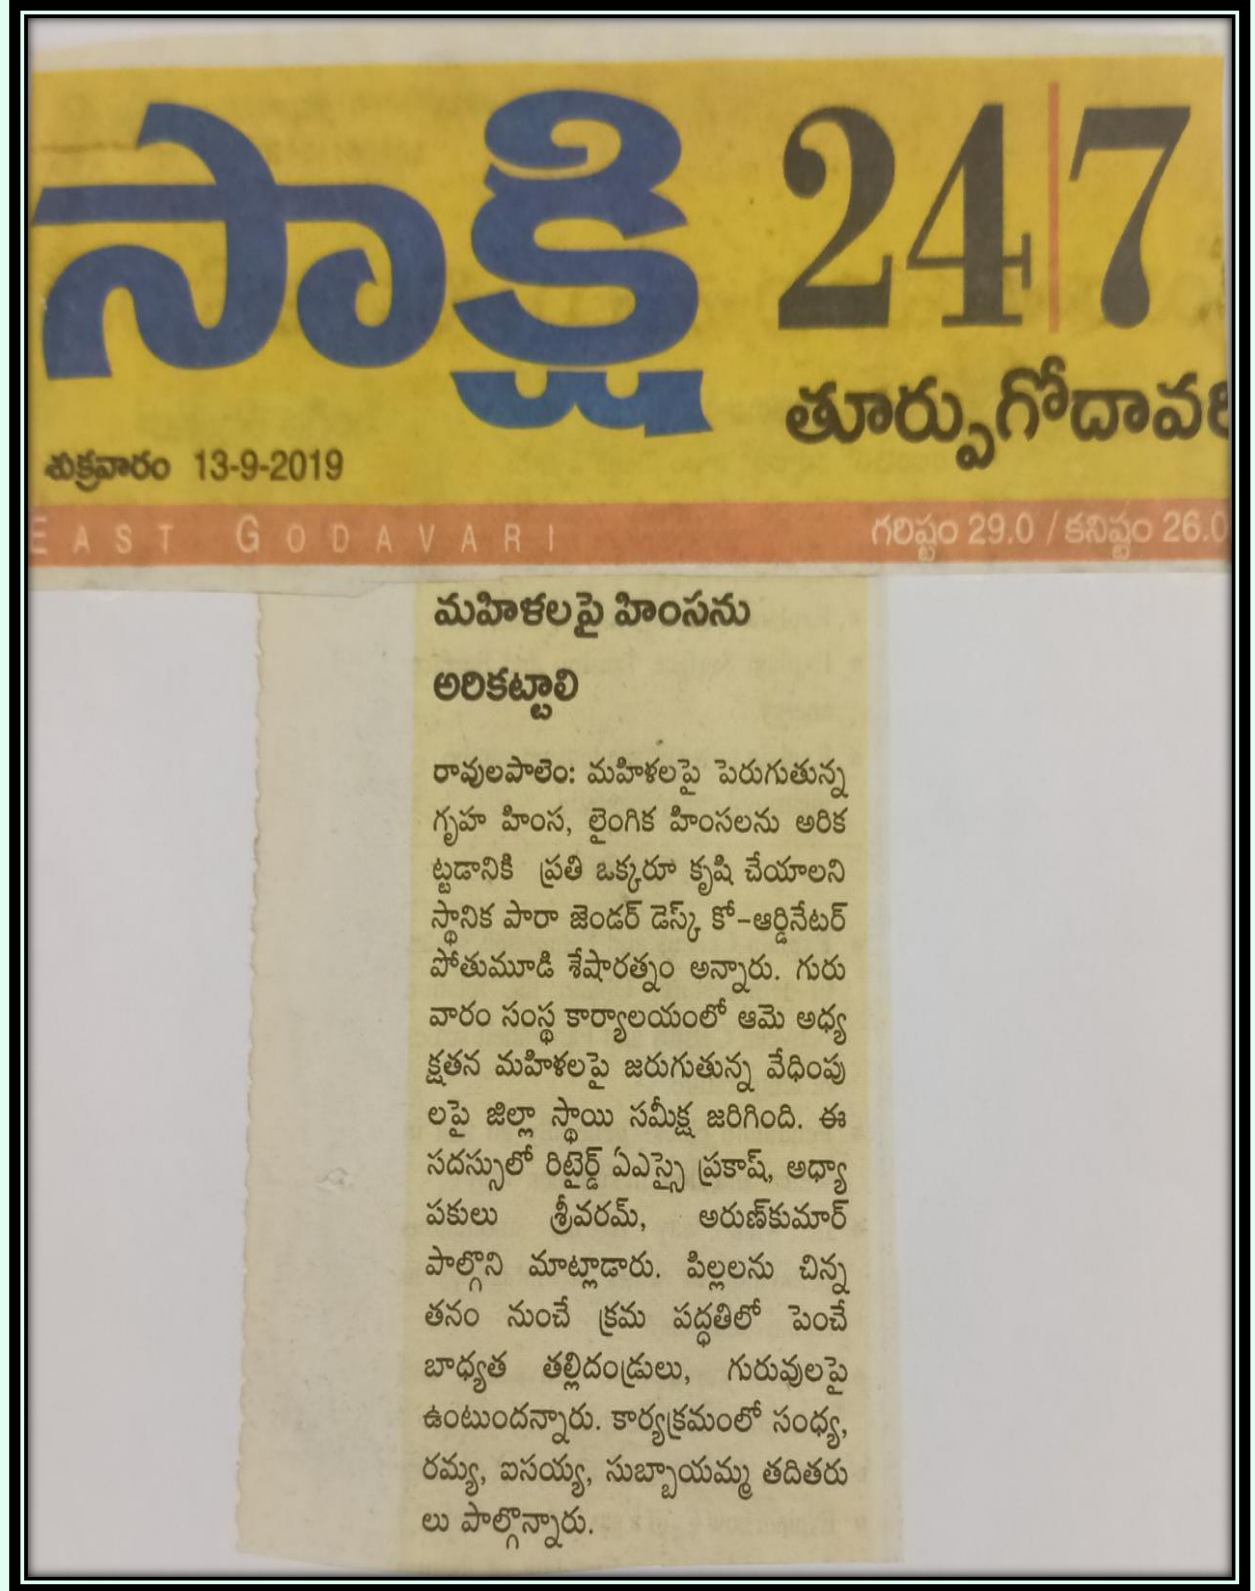 సాక్షి 24|7
తూర్పుగోదావరి
శుక్రవారం 13-9-2019
EAST GODAVARI గరిష్టం 29.0 / కనిష్టం 26.0
మహిళలపై హింసను
అరికట్టాలి
రావులపాలెం: మహిళలపై పెరుగుతున్న
గృహ హింస, లైంగిక హింసలను అరిక
ట్టడానికి ప్రతి ఒక్కరూ కృషి చేయాలని
స్థానిక పారా జెండర్ డెస్క్ కో-ఆర్డినేటర్
పోతుమూడి శేషారత్నం అన్నారు. గురు
వారం సంస్థ కార్యాలయంలో ఆమె అధ్య
క్షతన మహిళలపై జరుగుతున్న వేధింపు
లపై జిల్లా స్థాయి సమీక్ష జరిగింది. ఈ
సదస్సులో రిటైర్డ్ ఏఎస్సై ప్రకాష్, అధ్యా
పకులు శ్రీవరమ్, అరుణ్‌కుమార్
పాల్గొని మాట్లాడారు. పిల్లలను చిన్న
తనం నుంచే క్రమ పద్ధతిలో పెంచే
బాధ్యత తల్లిదండ్రులు, గురువులపై
ఉంటుందన్నారు. కార్యక్రమంలో సంధ్య,
రమ్య, ఐసయ్య, సుబ్బాయమ్మ తదితరు
లు పాల్గొన్నారు.